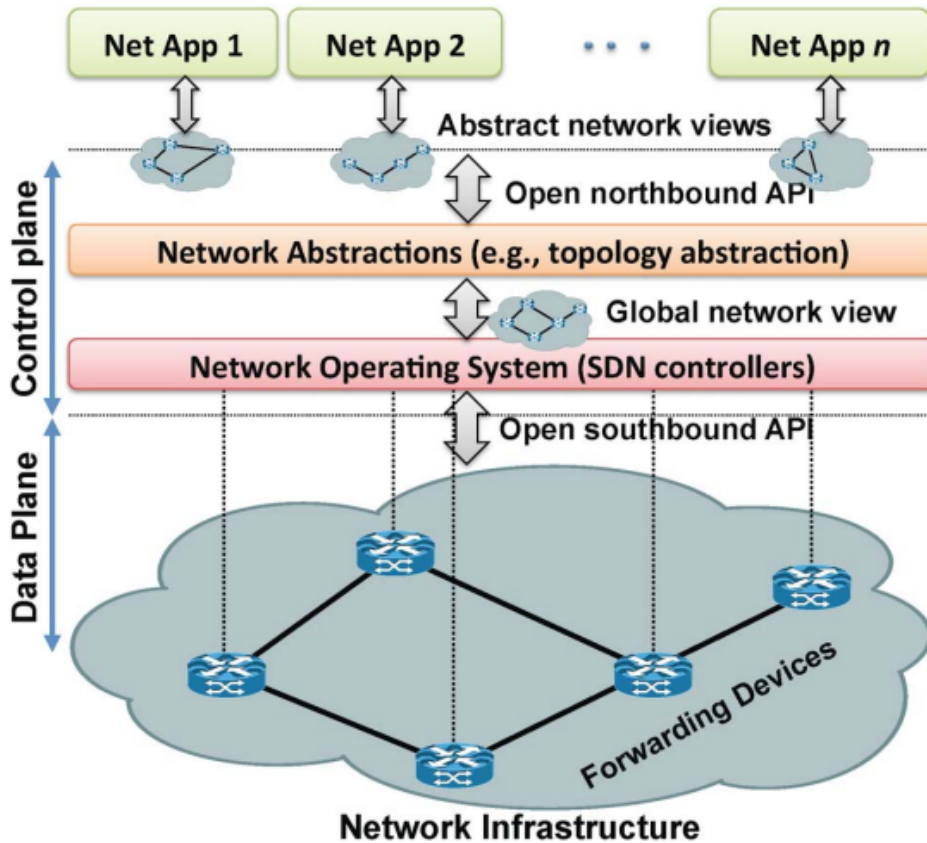 Net App 1
Net App 2
Net App n
Abstract network views
Open northbound API
Control plane
Network Abstractions (e.g., topology abstraction)
Global network view
Network Operating System (SDN controllers)
Open southbound API
Data Plane
Forwarding Devices
Network Infrastructure